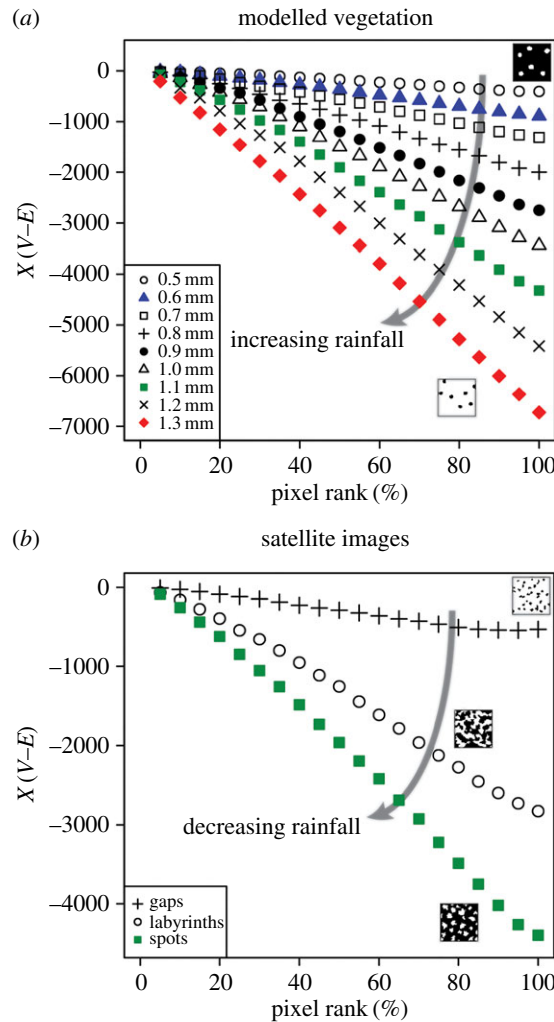 (a) modelled vegetation
0
−1000
−2000
−3000
−4000
−5000
−6000
−7000
X (V–E)
0.5 mm
0.6 mm
0.7 mm
0.8 mm
0.9 mm
1.0 mm
1.1 mm
1.2 mm
1.3 mm
increasing rainfall
0 20 40 60 80 100
pixel rank (%)
(b) satellite images
0
−1000
−2000
−3000
−4000
X (V–E)
decreasing rainfall
gaps
labyrinths
spots
0 20 40 60 80 100
pixel rank (%)